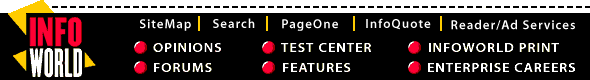 INFO
WORLD
SiteMap | Search | PageOne | InfoQuote | Reader/Ad Services
OPINIONS TEST CENTER INFOWORLD PRINT
FORUMS FEATURES ENTERPRISE CAREERS